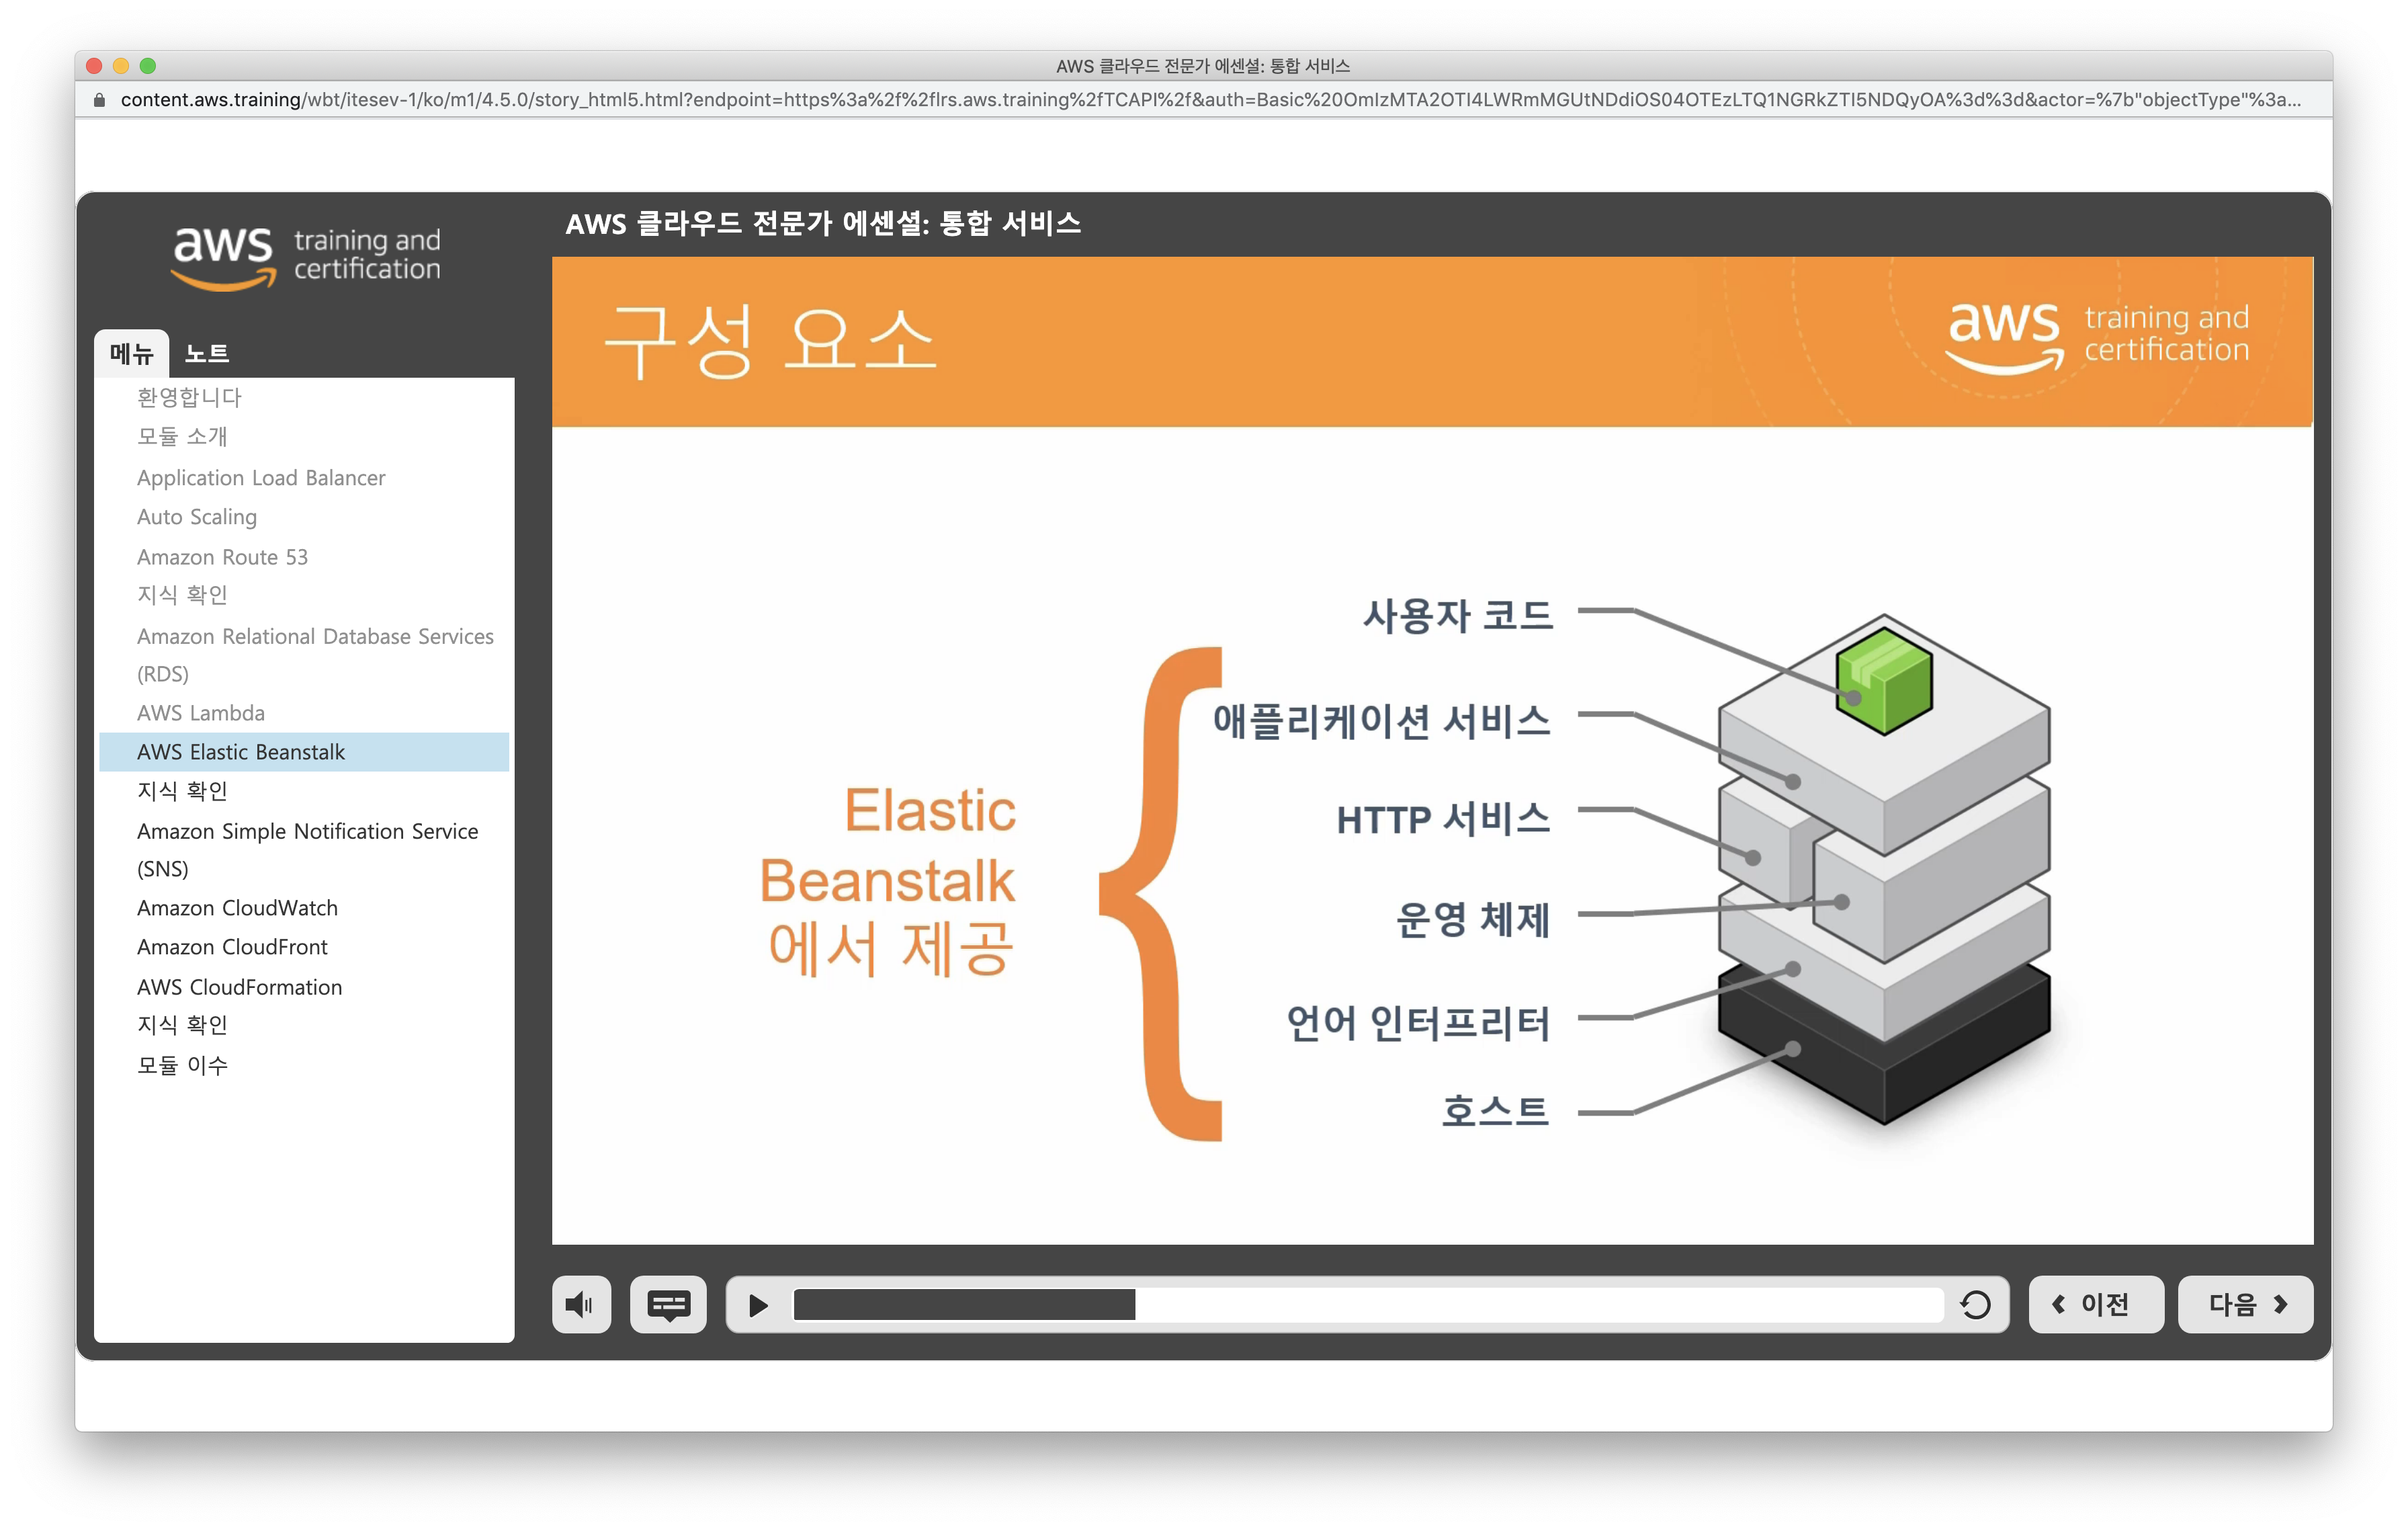 AWS 클라우드 전문가 에센셜: 통합 서비스
content.aws.training/wbt/itesev-1/ko/m1/4.5.0/story_html5.html?endpoint=https%3a%2f%2flrs.aws.training%2fTCAPI%2f&auth=Basic%20OmIzMTA2OTI4LWRmMGUtNDdiOS04OTEzLTQ1NGRkZTI5NDQyOA%3d%3d&actor=%7b"objectType"%3a...
aws training and certification
AWS 클라우드 전문가 에센셜: 통합 서비스
메뉴 노트
환영합니다
모듈 소개
Application Load Balancer
Auto Scaling
Amazon Route 53
지식 확인
Amazon Relational Database Services
(RDS)
AWS Lambda
AWS Elastic Beanstalk
지식 확인
Amazon Simple Notification Service
(SNS)
Amazon CloudWatch
Amazon CloudFront
AWS CloudFormation
지식 확인
모듈 이수
구성 요소
aws training and certification
Elastic
Beanstalk
에서 제공
사용자 코드
애플리케이션 서비스
HTTP 서비스
운영 체제
언어 인터프리터
호스트
이전
다음